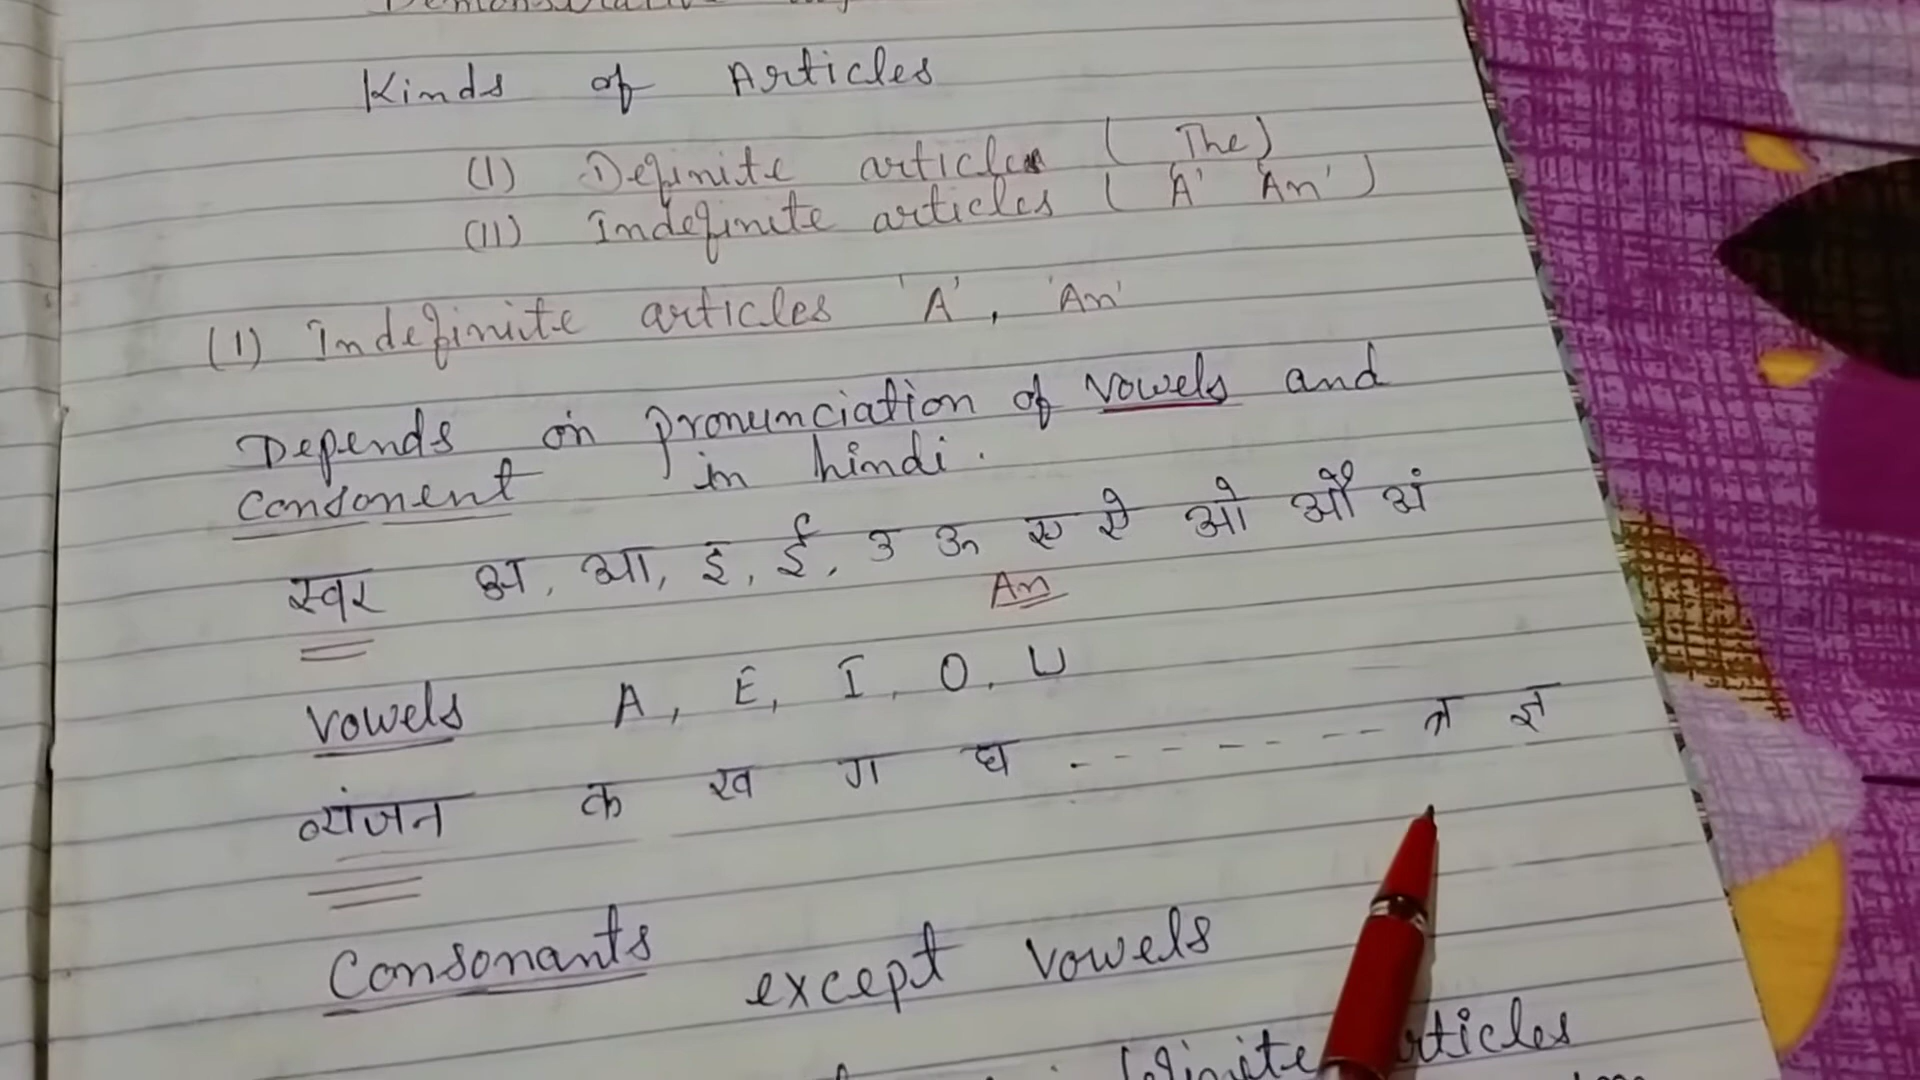 Kinds of Articles
(I) Definite articles ( The )
(II) Indefinite articles ( 'A' 'An' )
(1) Indefinite articles 'A', 'An'
Depends on pronunciation of vowels and
consonent in hindi.
स्वर अ, आ, इ, ई, उ ऊ ए ऐ ओ औ अं
An
Vowels A, E, I, O, U
व्यंजन क ख ग घ - - - - - - - त्र ज्ञ
Consonants except vowels
articles